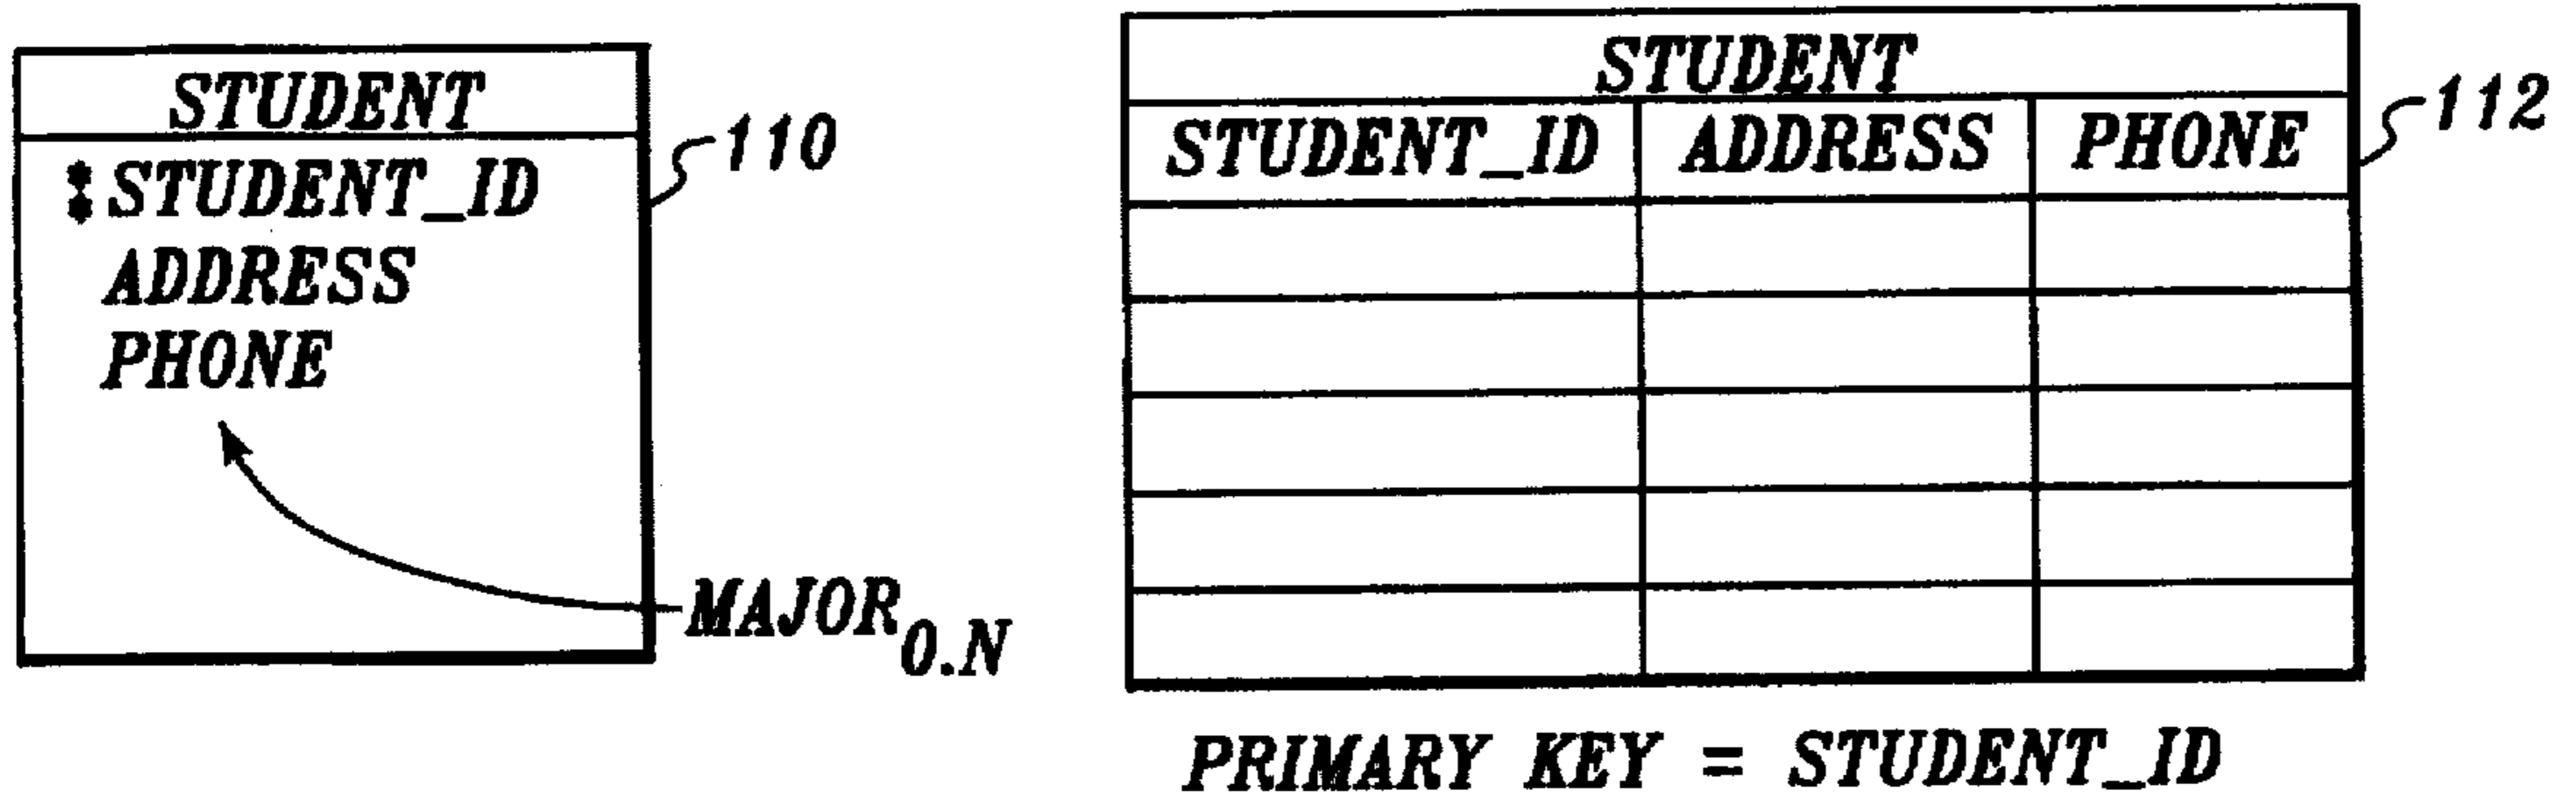 STUDENT
110
*STUDENT_ID
ADDRESS
PHONE
MAJOR0.N
STUDENT
112
STUDENT_ID ADDRESS PHONE
PRIMARY KEY = STUDENT_ID